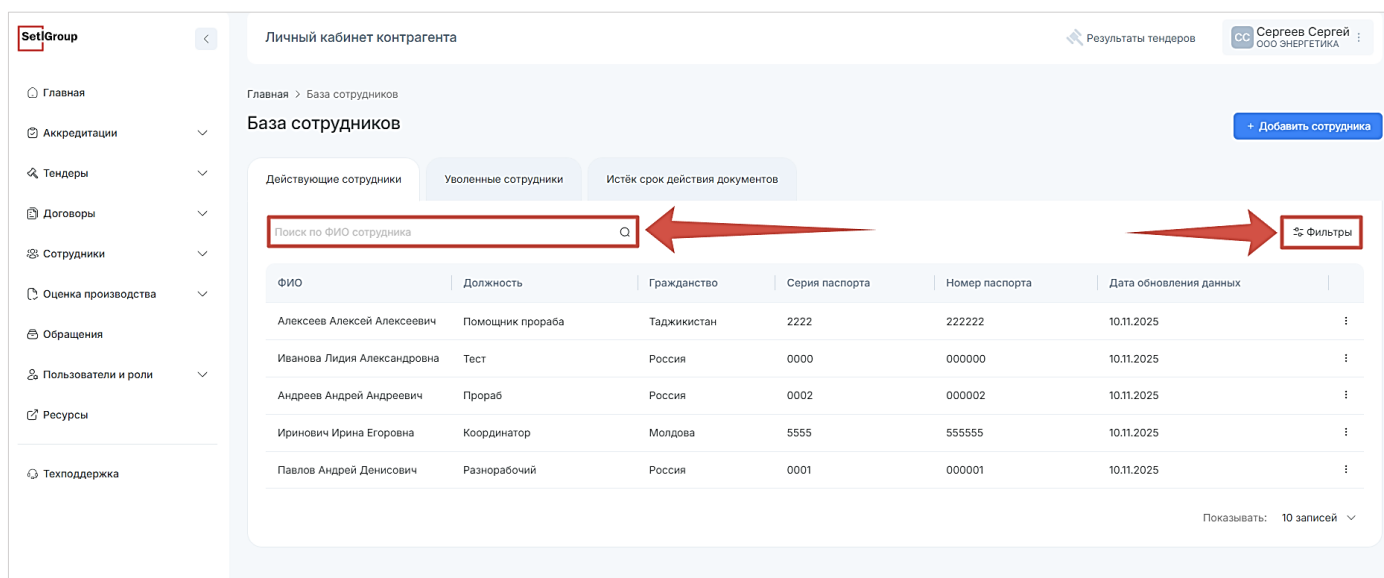 SetlGroup
Личный кабинет контрагента
Результаты тендеров
СС
Сергеев Сергей
ООО ЭНЕРГЕТИКА
Главная
Аккредитации
Тендеры
Договоры
Сотрудники
Оценка производства
Обращения
Пользователи и роли
Ресурсы
Техподдержка
Главная > База сотрудников
База сотрудников
+ Добавить сотрудника
Действующие сотрудники Уволенные сотрудники Истёк срок действия документов
Поиск по ФИО сотрудника
Фильтры
ФИО Должность Гражданство Серия паспорта Номер паспорта Дата обновления данных
Алексеев Алексей Алексеевич Помощник прораба Таджикистан 2222 222222 10.11.2025
Иванова Лидия Александровна Тест Россия 0000 000000 10.11.2025
Андреев Андрей Андреевич Прораб Россия 0002 000002 10.11.2025
Иринович Ирина Егоровна Координатор Молдова 5555 555555 10.11.2025
Павлов Андрей Денисович Разнорабочий Россия 0001 000001 10.11.2025
Показывать: 10 записей